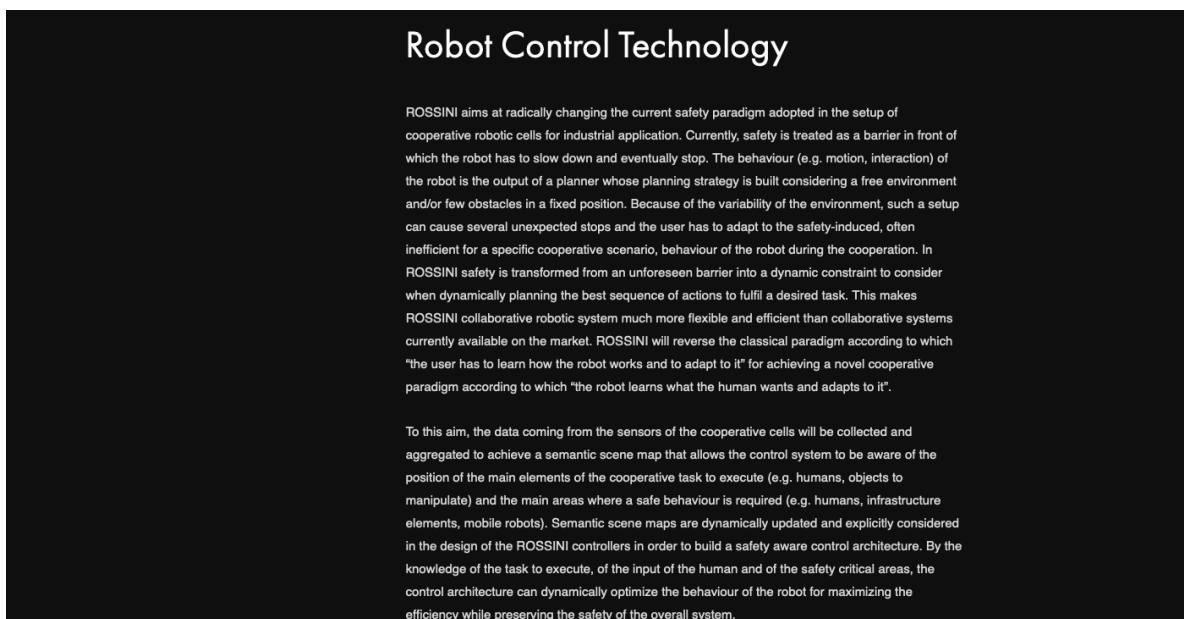 Robot Control Technology
ROSSINI aims at radically changing the current safety paradigm adopted in the setup of
cooperative robotic cells for industrial application. Currently, safety is treated as a barrier in front of
which the robot has to slow down and eventually stop. The behaviour (e.g. motion, interaction) of
the robot is the output of a planner whose planning strategy is built considering a free environment
and/or few obstacles in a fixed position. Because of the variability of the environment, such a setup
can cause several unexpected stops and the user has to adapt to the safety-induced, often
inefficient for a specific cooperative scenario, behaviour of the robot during the cooperation. In
ROSSINI safety is transformed from an unforeseen barrier into a dynamic constraint to consider
when dynamically planning the best sequence of actions to fulfil a desired task. This makes
ROSSINI collaborative robotic system much more flexible and efficient than collaborative systems
currently available on the market. ROSSINI will reverse the classical paradigm according to which
“the user has to learn how the robot works and to adapt to it” for achieving a novel cooperative
paradigm according to which “the robot learns what the human wants and adapts to it”.
To this aim, the data coming from the sensors of the cooperative cells will be collected and
aggregated to achieve a semantic scene map that allows the control system to be aware of the
position of the main elements of the cooperative task to execute (e.g. humans, objects to
manipulate) and the main areas where a safe behaviour is required (e.g. humans, infrastructure
elements, mobile robots). Semantic scene maps are dynamically updated and explicitly considered
in the design of the ROSSINI controllers in order to build a safety aware control architecture. By the
knowledge of the task to execute, of the input of the human and of the safety critical areas, the
control architecture can dynamically optimize the behaviour of the robot for maximizing the
efficiency while preserving the safety of the overall system.